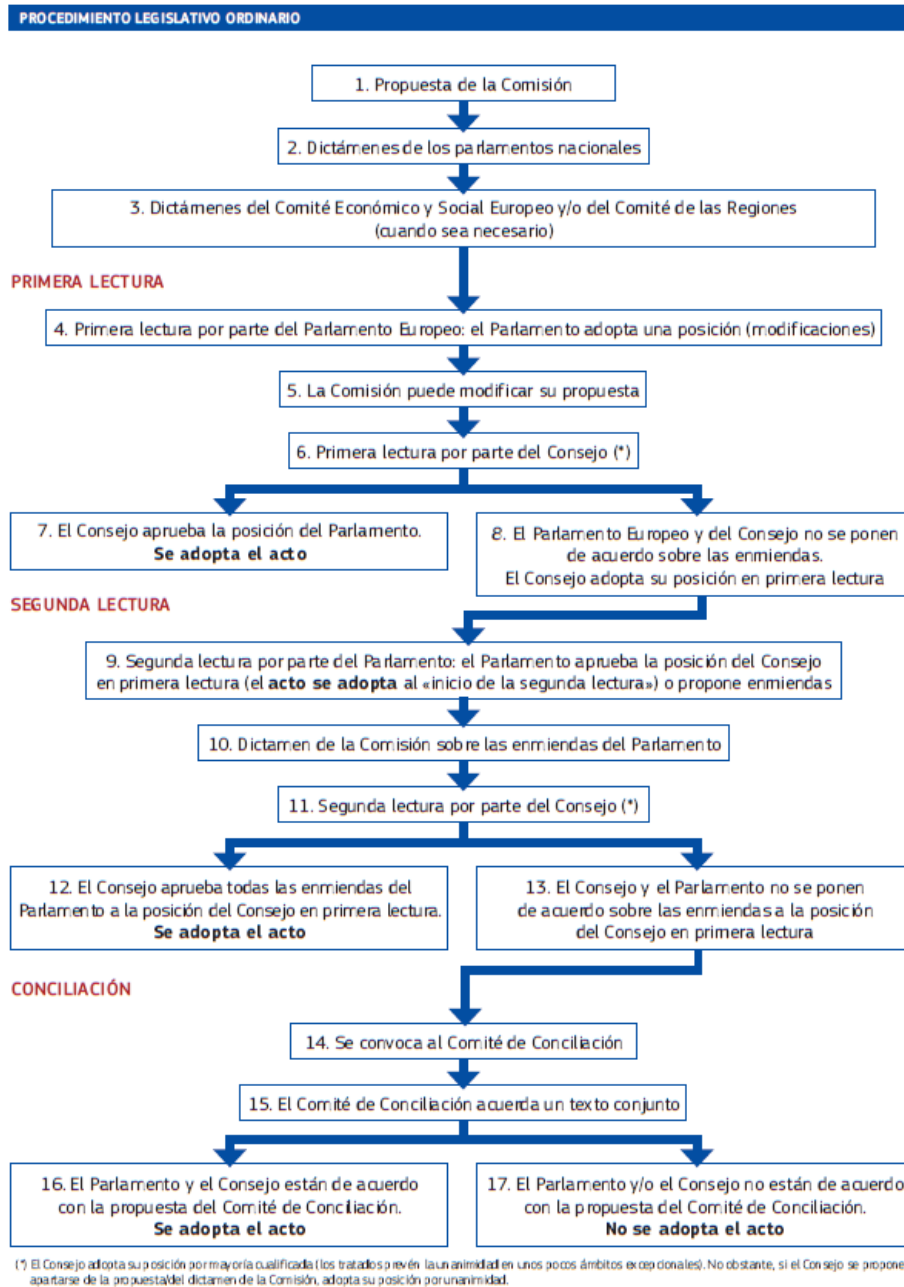 PROCEDIMIENTO LEGISLATIVO ORDINARIO
1. Propuesta de la Comisión
2. Dictámenes de los parlamentos nacionales
3. Dictámenes del Comité Económico y Social Europeo y/o del Comité de las Regiones
(cuando sea necesario)
PRIMERA LECTURA
4. Primera lectura por parte del Parlamento Europeo: el Parlamento adopta una posición (modificaciones)
5. La Comisión puede modificar su propuesta
6. Primera lectura por parte del Consejo (*)
7. El Consejo aprueba la posición del Parlamento.
Se adopta el acto
8. El Parlamento Europeo y del Consejo no se ponen
de acuerdo sobre las enmiendas.
El Consejo adopta su posición en primera lectura
SEGUNDA LECTURA
9. Segunda lectura por parte del Parlamento: el Parlamento aprueba la posición del Consejo
en primera lectura (el acto se adopta al «inicio de la segunda lectura») o propone enmiendas
10. Dictamen de la Comisión sobre las enmiendas del Parlamento
11. Segunda lectura por parte del Consejo (*)
12. El Consejo aprueba todas las enmiendas del
Parlamento a la posición del Consejo en primera lectura.
Se adopta el acto
13. El Consejo y el Parlamento no se ponen
de acuerdo sobre las enmiendas a la posición
del Consejo en primera lectura
CONCILIACIÓN
14. Se convoca al Comité de Conciliación
15. El Comité de Conciliación acuerda un texto conjunto
16. El Parlamento y el Consejo están de acuerdo
con la propuesta del Comité de Conciliación.
Se adopta el acto
17. El Parlamento y/o el Consejo no están de acuerdo
con la propuesta del Comité de Conciliación.
No se adopta el acto
(*) El Consejo adopta su posición por mayoría cualificada (los tratados prevén la unanimidad en unos pocos ámbitos excepcionales). No obstante, si el Consejo se propone
apartarse de la propuesta/del dictamen de la Comisión, adopta su posición por unanimidad.